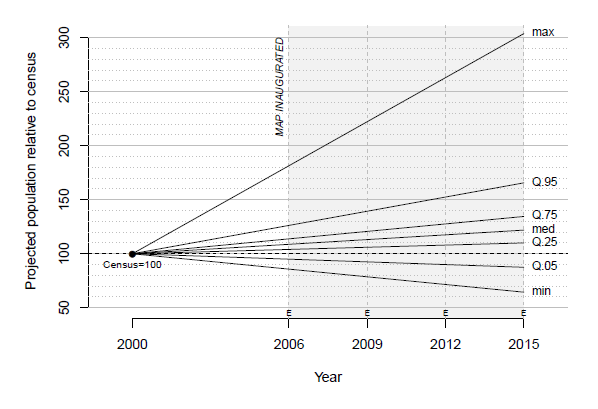 Projected population relative to census
300
250
200
150
100
50
MAP INAUGURATED
max
Q.95
Q.75
med
Q.25
Q.05
min
Census=100
E E E E
2000 2006 2009 2012 2015
Year